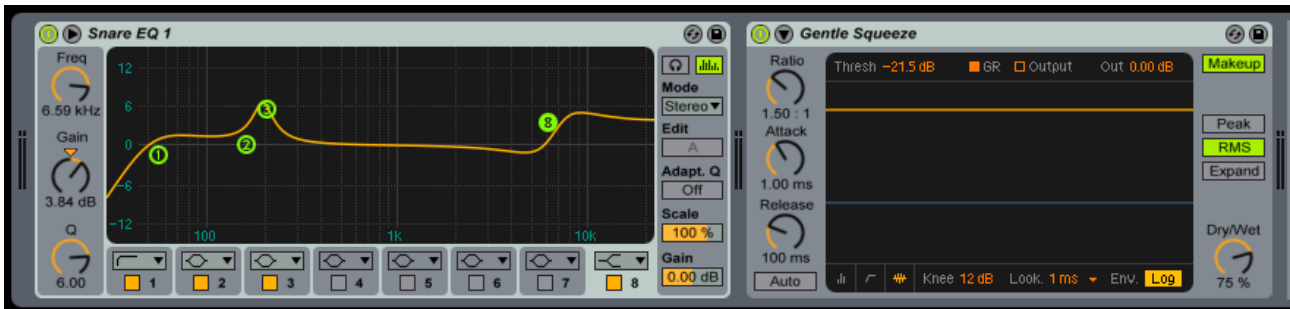 Snare EQ 1
Freq
6.59 kHz
Gain
3.84 dB
Q
6.00
12
6
0
-6
-12
100
1k
10k
1
2
3
8
1
2
3
4
5
6
7
8
Mode
Stereo
Edit
A
Adapt. Q
Off
Scale
100 %
Gain
0.00 dB
Gentle Squeeze
Ratio
1.50 : 1
Attack
1.00 ms
Release
100 ms
Auto
Thresh -21.5 dB GR Output Out 0.00 dB
Knee 12 dB Look. 1 ms Env. Log
Makeup
Peak
RMS
Expand
Dry/Wet
75 %